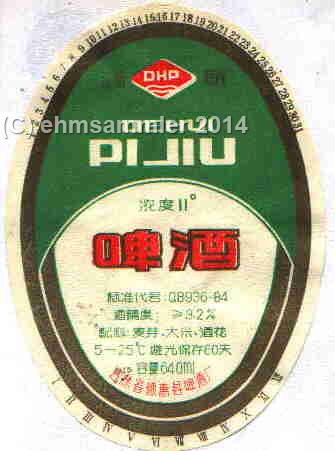 1 2 3 4 5 6 7 8 9 10 11 12 13 14 15 16 17 18 19 20 21 22 23 24 25 26 27 28 29 30 31
DHP
(C) ehmsander 2014
PIJIU
浓度11°
啤酒
标准代号:QB936-84
酒精度: ≥3.2%
配料:麦芽·大米·酒花
5—25℃避光保存60天
容量640ml